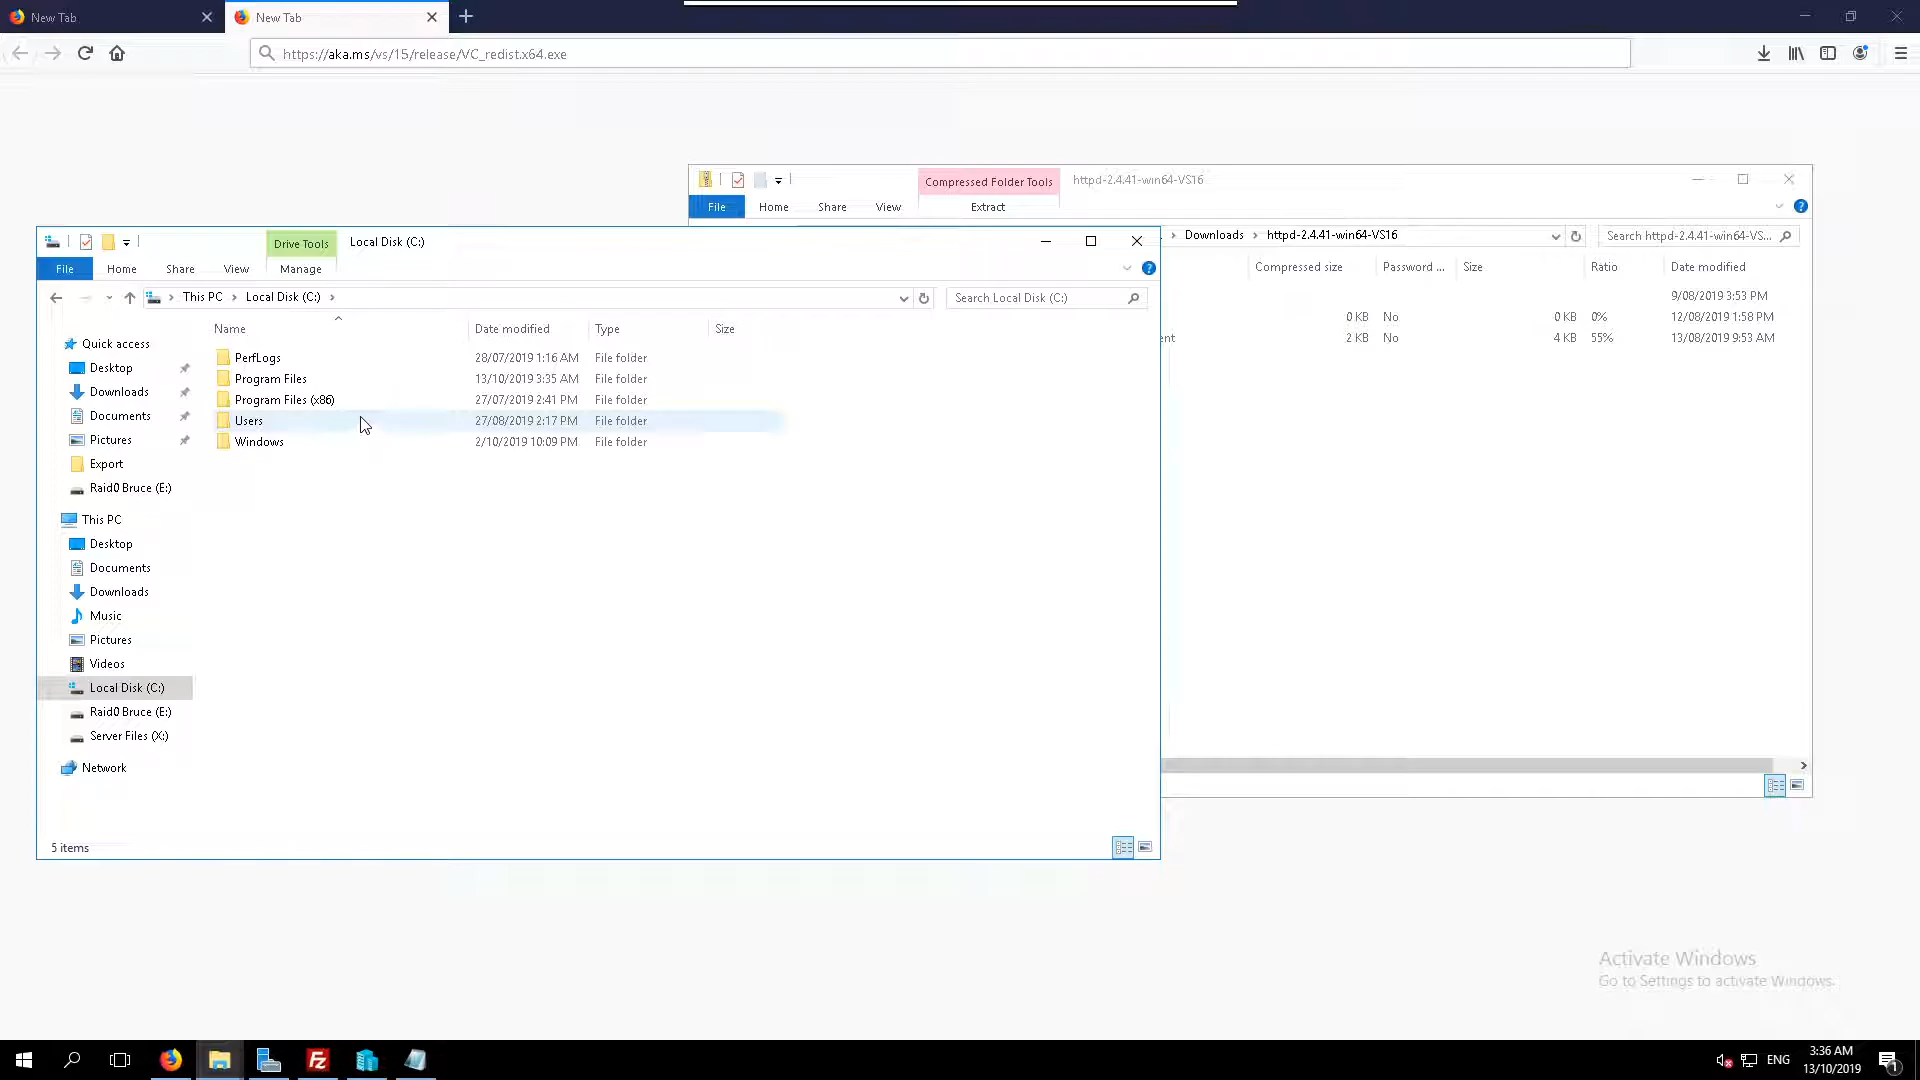 New Tab
New Tab
https://aka.ms/vs/15/release/VC_redist.x64.exe
Compressed Folder Tools
httpd-2.4.41-win64-VS16
File
Home
Share
View
Extract
Downloads
httpd-2.4.41-win64-VS16
Search httpd-2.4.41-win64-VS...
Compressed size
Password ...
Size
Ratio
Date modified
9/08/2019 3:53 PM
0 KB
No
0 KB
0%
12/08/2019 1:58 PM
ent
2 KB
No
4 KB
55%
13/08/2019 9:53 AM
Drive Tools
Local Disk (C:)
File
Home
Share
View
Manage
This PC
Local Disk (C:)
Search Local Disk (C:)
Name
Date modified
Type
Size
PerfLogs
28/07/2019 1:16 AM
File folder
Program Files
13/10/2019 3:35 AM
File folder
Program Files (x86)
27/07/2019 2:41 PM
File folder
Users
27/08/2019 2:17 PM
File folder
Windows
2/10/2019 10:09 PM
File folder
Quick access
Desktop
Downloads
Documents
Pictures
Export
Raid0 Bruce (E:)
This PC
Desktop
Documents
Downloads
Music
Pictures
Videos
Local Disk (C:)
Raid0 Bruce (E:)
Server Files (X:)
Network
5 items
Activate Windows
Go to Settings to activate Windows.
ENG
3:36 AM
13/10/2019
1